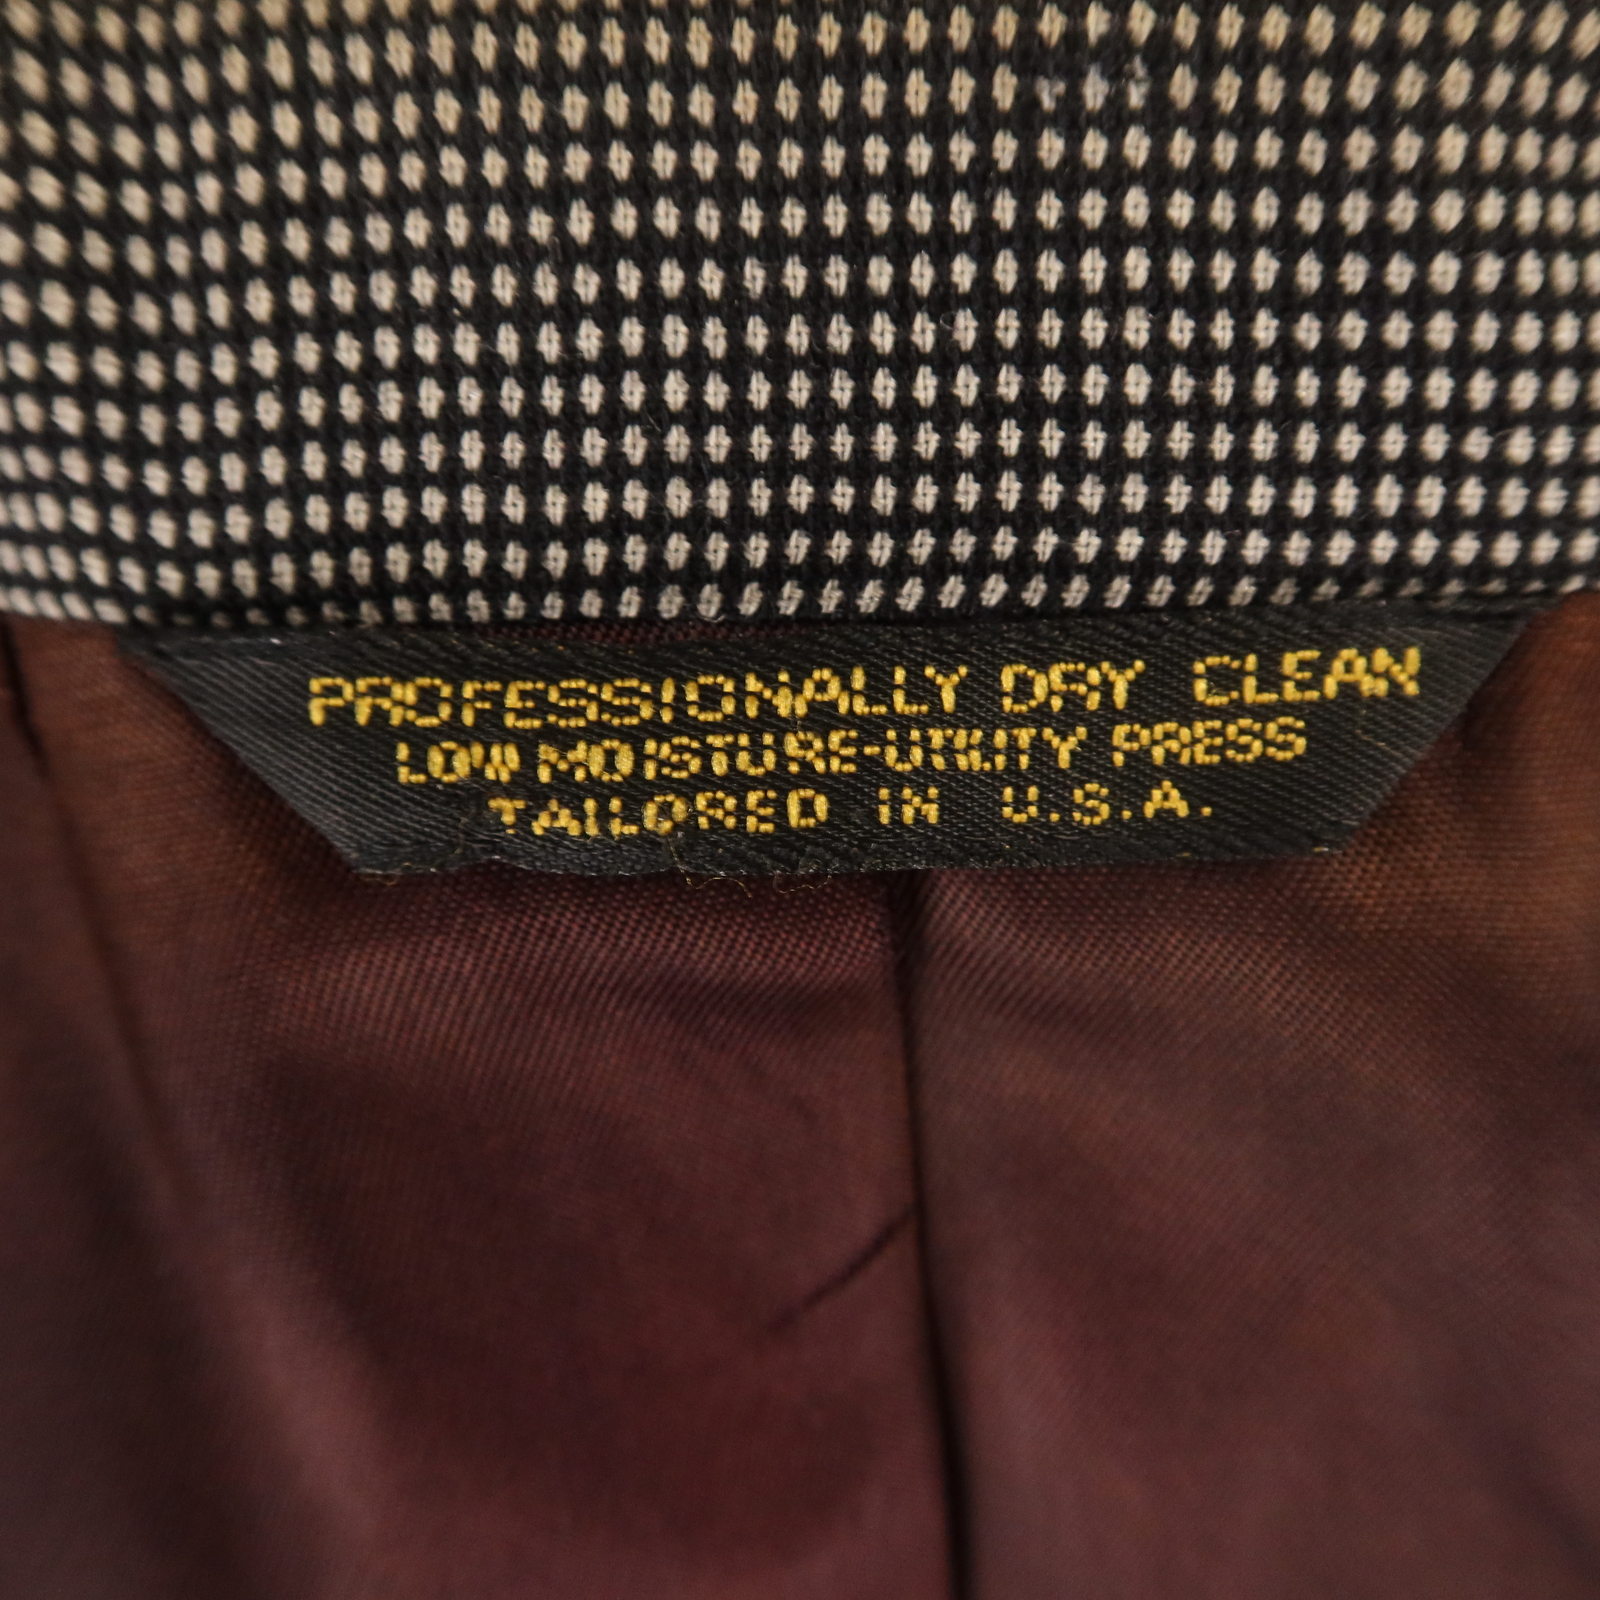 PROFESSIONALLY DRY CLEAN
LOW MOISTURE-UTILITY PRESS
TAILORED IN U.S.A.